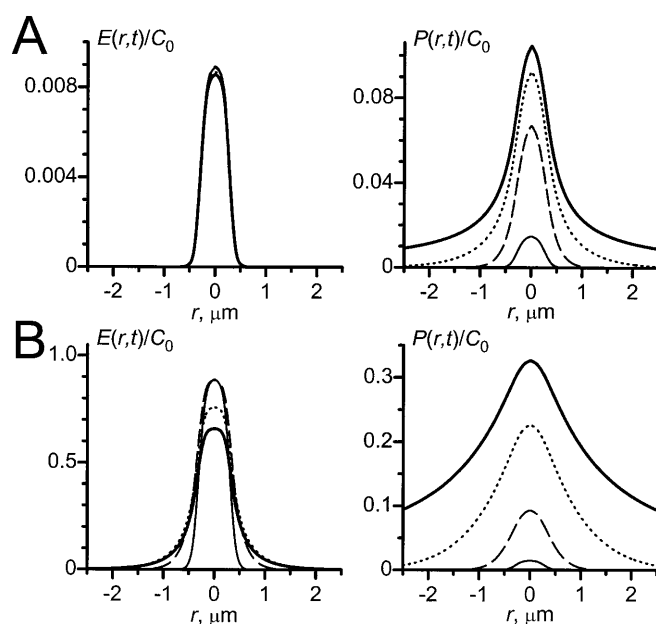 A
E(r,t)/C₀
P(r,t)/C₀
0.008
0.004
0
0.08
0.04
0
-2 -1 0 1 2
-2 -1 0 1 2
r, μm
r, μm
B
E(r,t)/C₀
P(r,t)/C₀
1.0
0.5
0
0.3
0.2
0.1
0
-2 -1 0 1 2
-2 -1 0 1 2
r, μm
r, μm